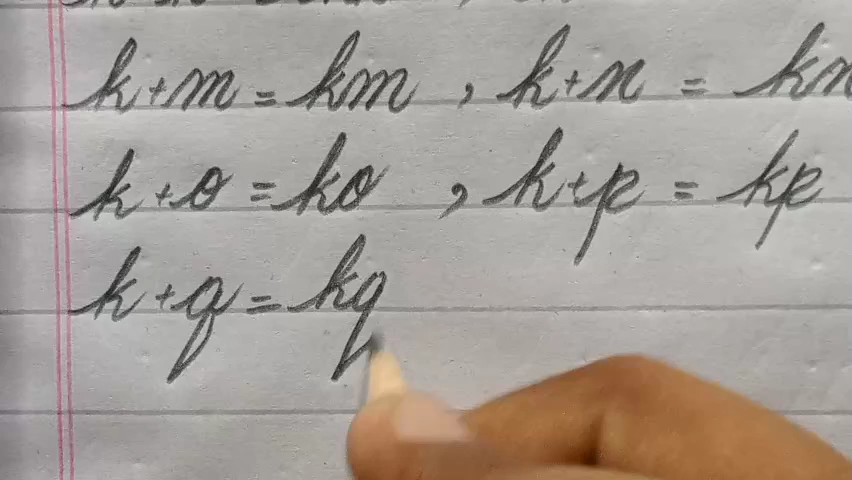 k+m = km , k+n = kn
k+o = ko , k+p = kp
k+q = kq